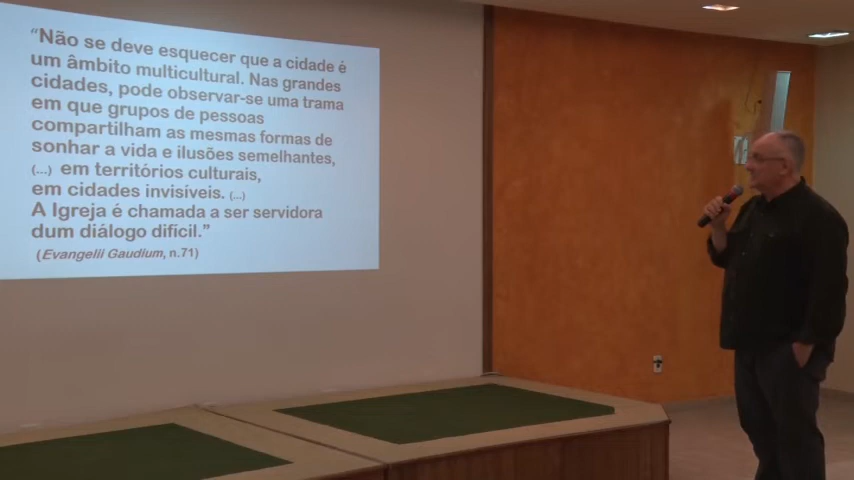 “Não se deve esquecer que a cidade é
um âmbito multicultural. Nas grandes
cidades, pode observar-se uma trama
em que grupos de pessoas
compartilham as mesmas formas de
sonhar a vida e ilusões semelhantes,
(...) em territórios culturais,
em cidades invisíveis. (...)
A Igreja é chamada a ser servidora
dum diálogo difícil.”
(Evangelli Gaudium, n.71)